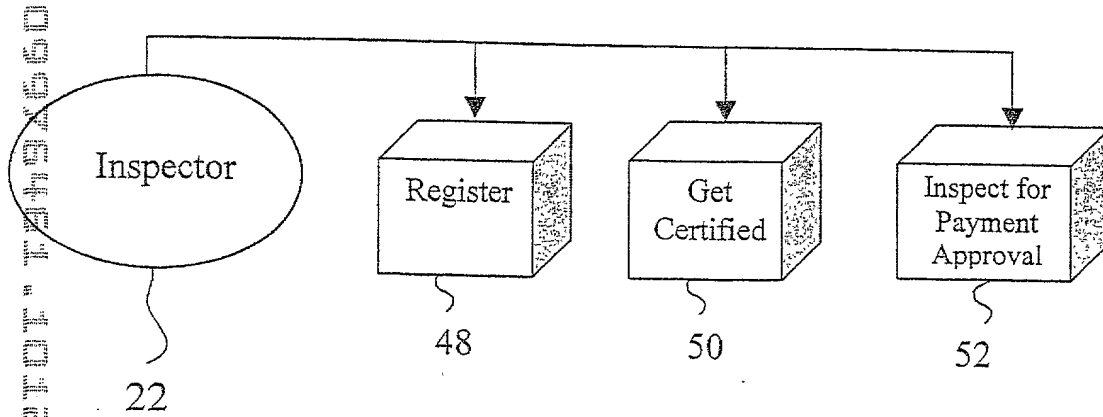 Inspector
Register
Get
Certified
Inspect for
Payment
Approval
48
50
52
22